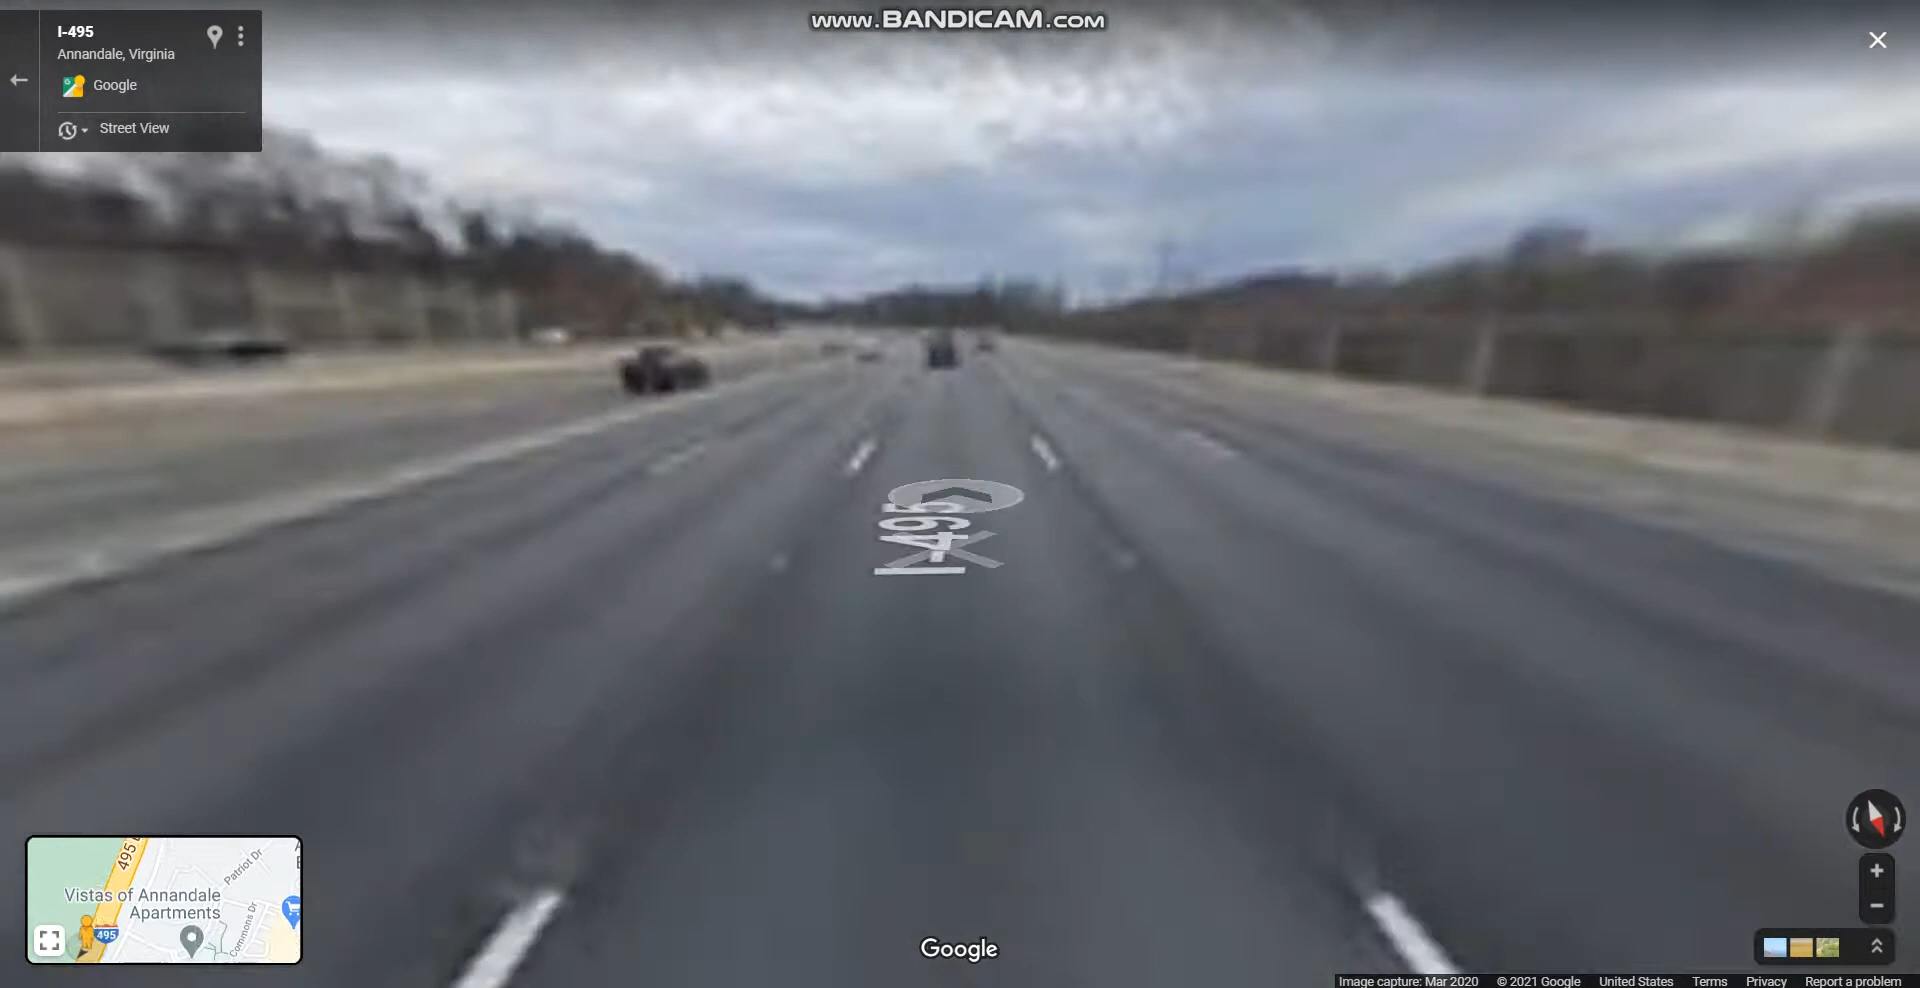 www.BANDICAM.com
I-495
Annandale, Virginia
Google
Street View
I-495
495
Patriot Dr
Vistas of Annandale
Apartments
Commons Dr
495
Google
Image capture: Mar 2020 © 2021 Google United States Terms Privacy Report a problem